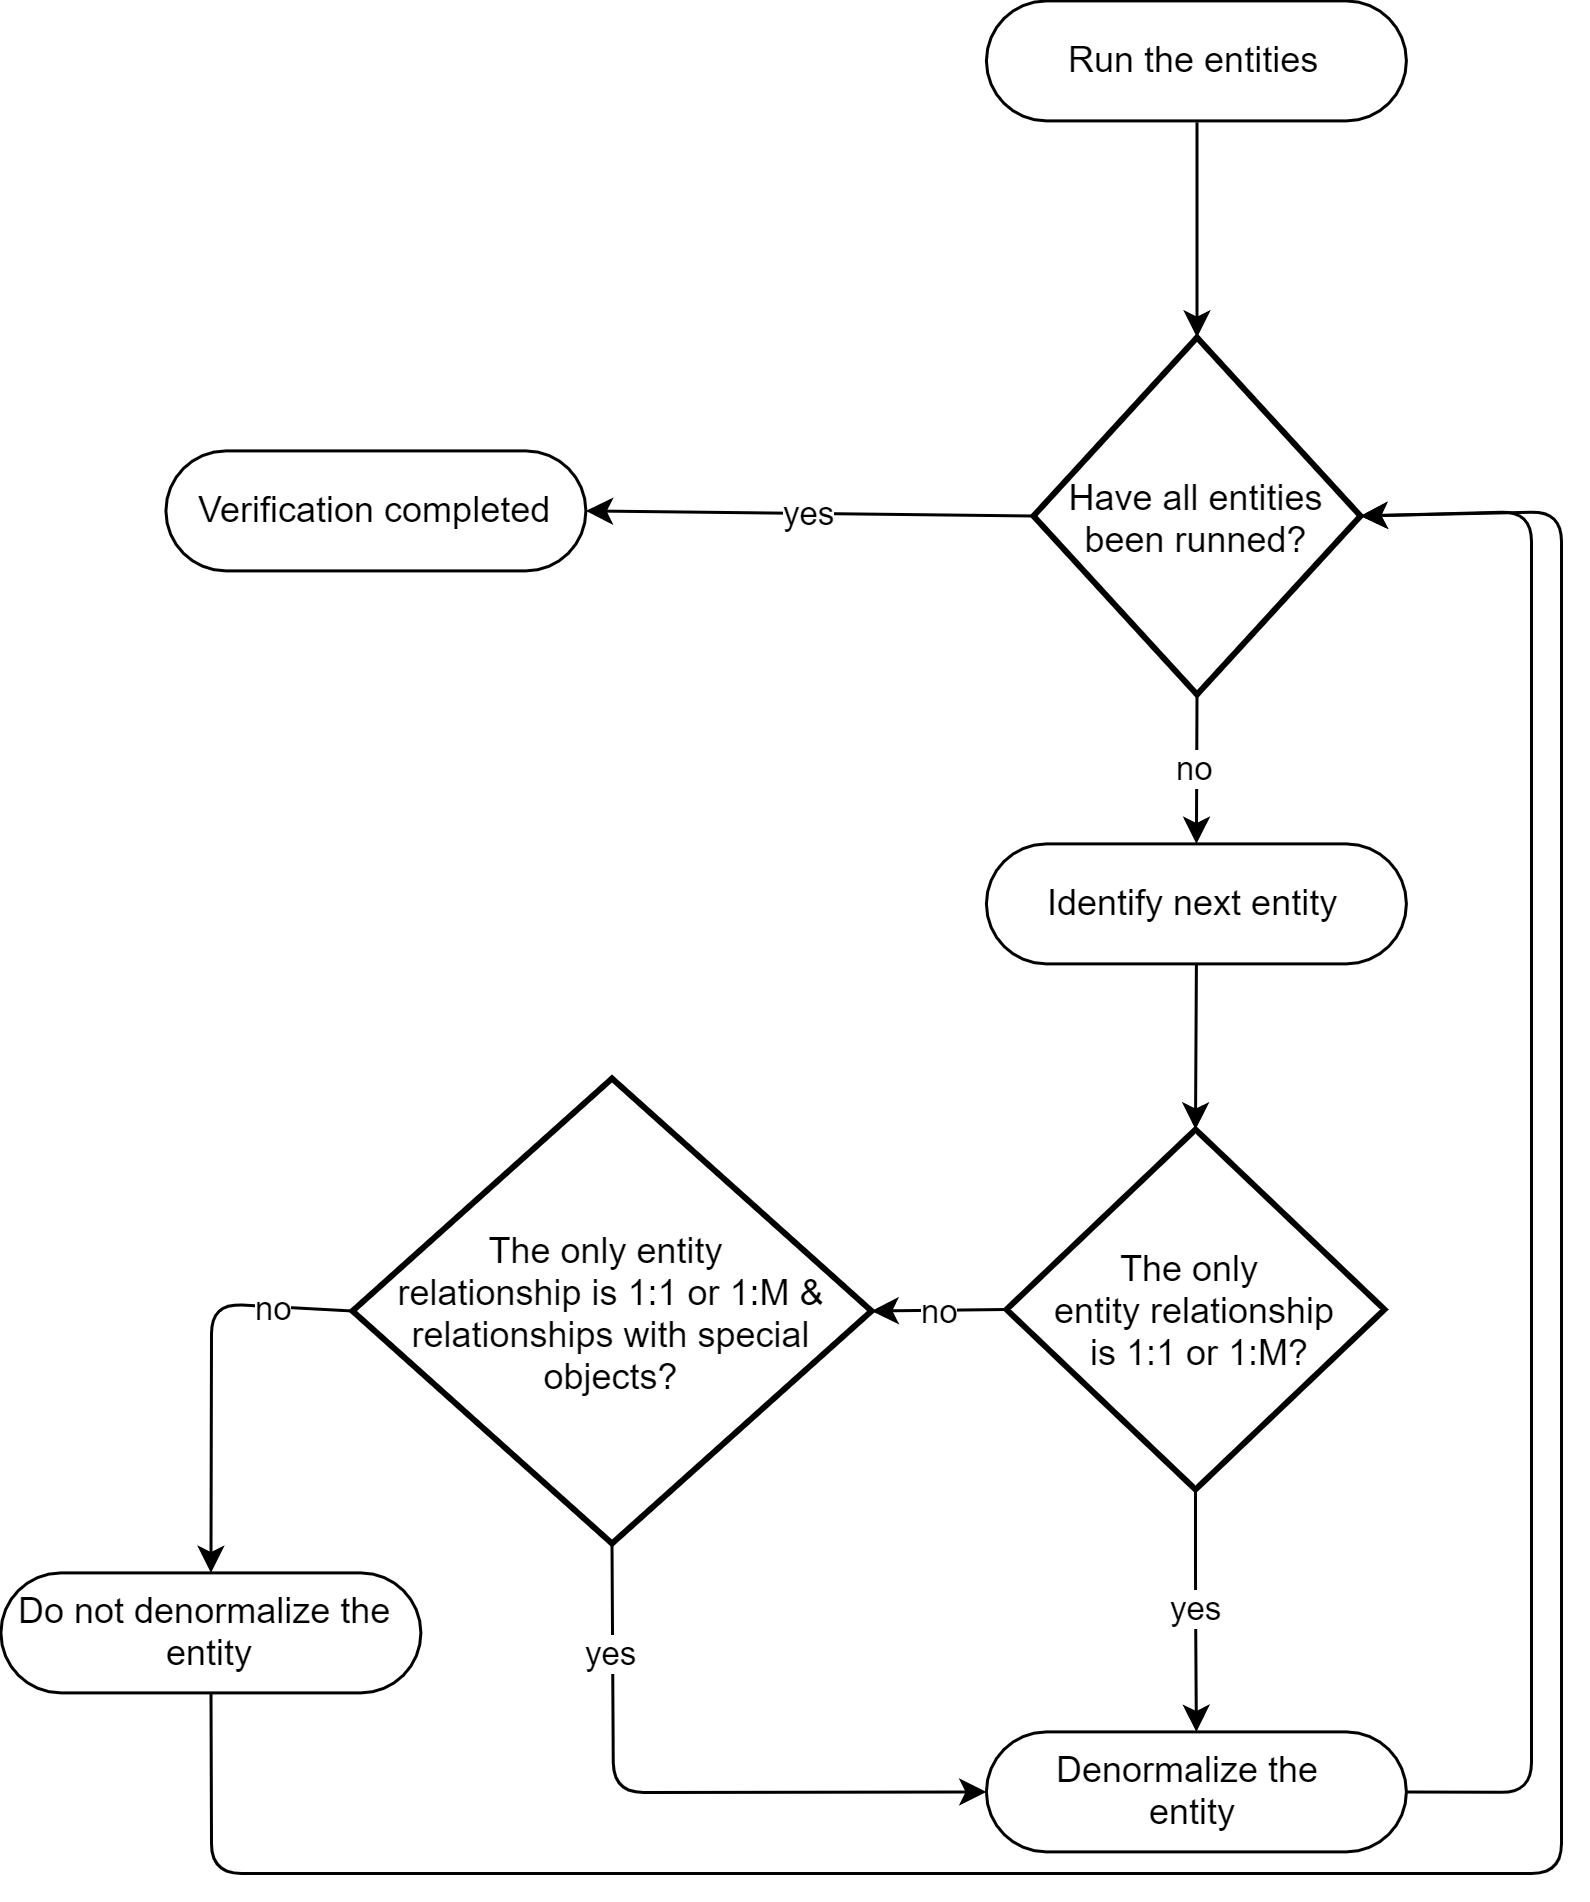 Run the entities
Have all entities
been runned?
yes
Verification completed
no
Identify next entity
The only
entity relationship
is 1:1 or 1:M?
no
The only entity
relationship is 1:1 or 1:M &
relationships with special
objects?
no
yes
yes
Do not denormalize the
entity
Denormalize the
entity